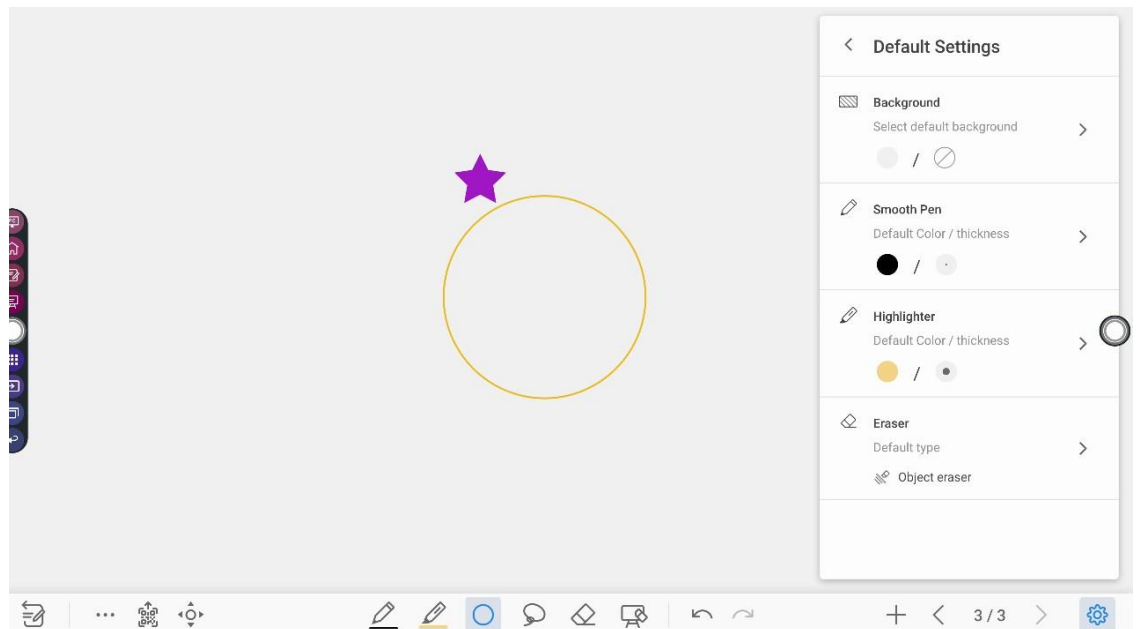 Default Settings
Background
Select default background
/
Smooth Pen
Default Color / thickness
/
Highlighter
Default Color / thickness
/
Eraser
Default type
Object eraser
3 / 3